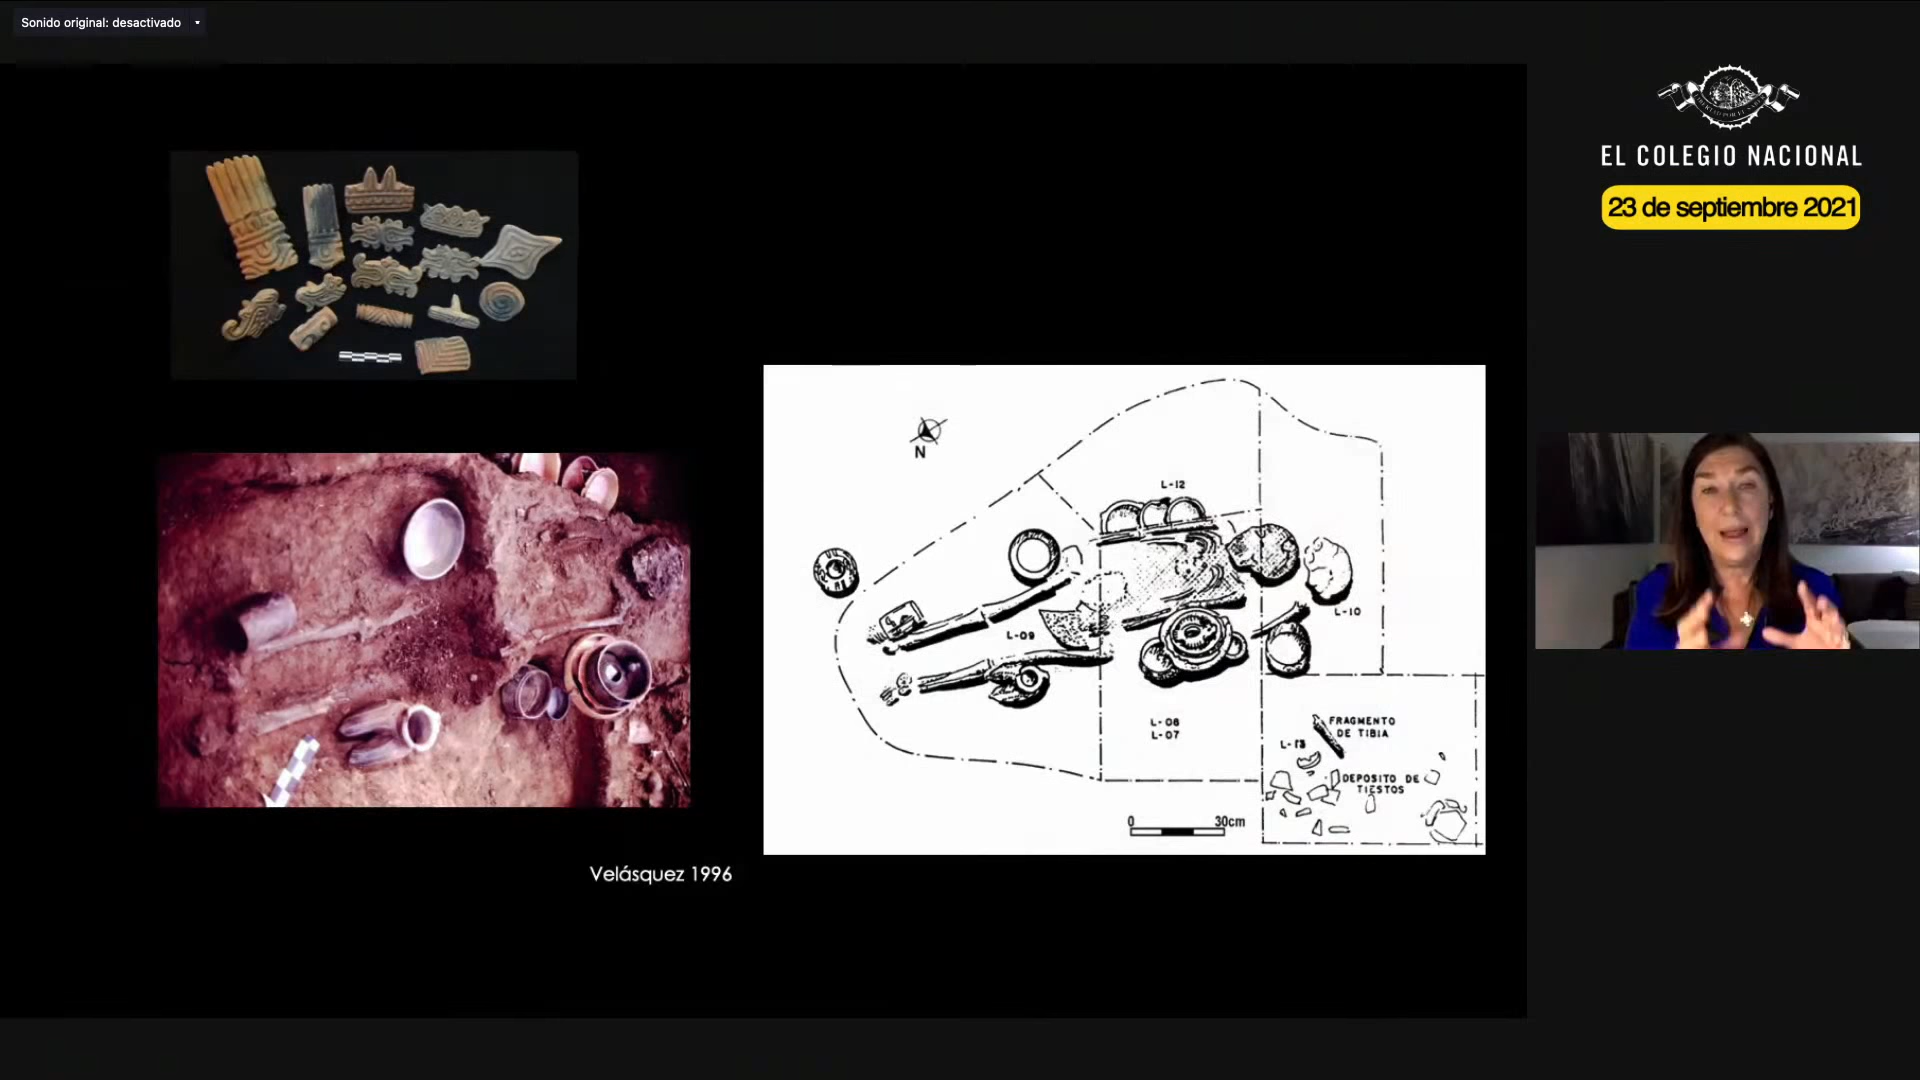 Sonido original: desactivado
EL COLEGIO NACIONAL
23 de septiembre 2021
N
L-12
L-09
L-10
L-08
L-07
FRAGMENTO
DE TIBIA
L-13
DEPOSITO DE
TIESTOS
0 30cm
Velásquez 1996